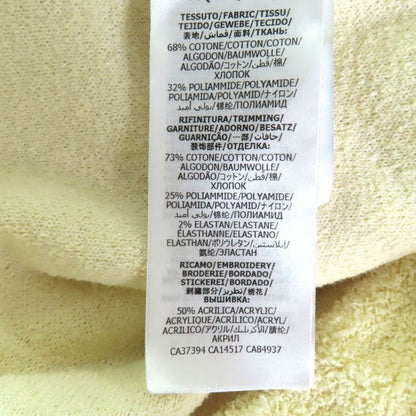 TESSUTO/FABRIC/TISSU/
TEJIDO/GEWEBE/TECIDO/
表地/قماش/面料/ТКАНЬ:
68% COTONE/COTTON/COTON/
ALGODON/BAUMWOLLE/
ALGODÃO/コットン/قطن/棉/
ХЛОПОК
32% POLIAMMIDE/POLYAMIDE/
POLIAMIDA/POLYAMID/ナイロン/
بولي أميد/锦纶/ПОЛИАМИД
RIFINITURA/TRIMMING/
GARNITURE/ADORNO/BESATZ/
GUARNIÇÃO/一部/حافات/
装饰部分/ОТДЕЛКА:
73% COTONE/COTTON/COTON/
ALGODON/BAUMWOLLE/
ALGODÃO/コットン/قطن/棉/
ХЛОПОК
25% POLIAMMIDE/POLYAMIDE/
POLIAMIDA/POLYAMID/ナイロン/
بولي أميد/锦纶/ПОЛИАМИД
2% ELASTAN/ELASTANE/
ELASTHANNE/ELASTANO/
ELASTHAN/ポリウレタン/إيلاستين/
氨纶/ЭЛАСТАН
RICAMO/EMBROIDERY/
BRODERIE/BORDADO/
STICKEREI/BORDADO/
刺繍部分/تطريز/绣花/
ВЫШИВКА:
50% ACRILICA/ACRYLIC/
ACRYLIQUE/ACRILICO/ACRYL/
ACRÍLICO/アクリル/الأكريليك/腈纶/
АКРИЛ
CA37394 CA14517 CA84937